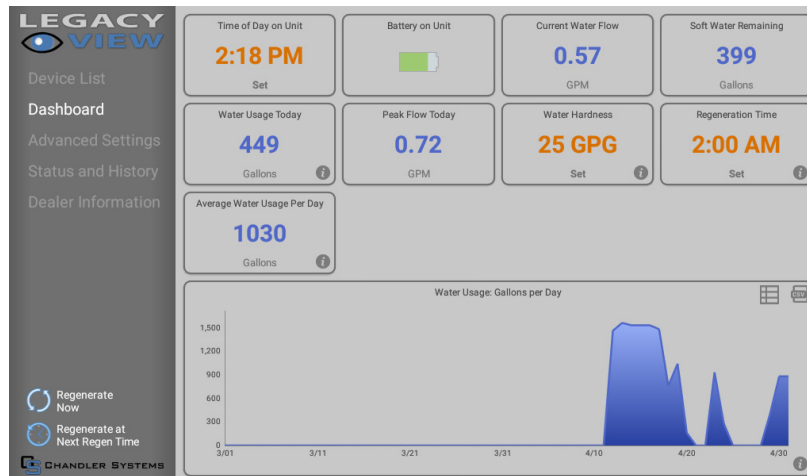 LEGACY
VIEW
Device List
Dashboard
Advanced Settings
Status and History
Dealer Information
Regenerate
Now
Regenerate at
Next Regen Time
CS CHANDLER SYSTEMS
Time of Day on Unit
2:18 PM
Set
Battery on Unit
Current Water Flow
0.57
GPM
Soft Water Remaining
399
Gallons
Water Usage Today
449
Gallons
i
Peak Flow Today
0.72
GPM
Water Hardness
25 GPG
Set
i
Regeneration Time
2:00 AM
Set
i
Average Water Usage Per Day
1030
Gallons
i
Water Usage: Gallons per Day
CSV
1,500
1,200
900
600
300
0
3/01
3/11
3/21
3/31
4/10
4/20
4/30
i